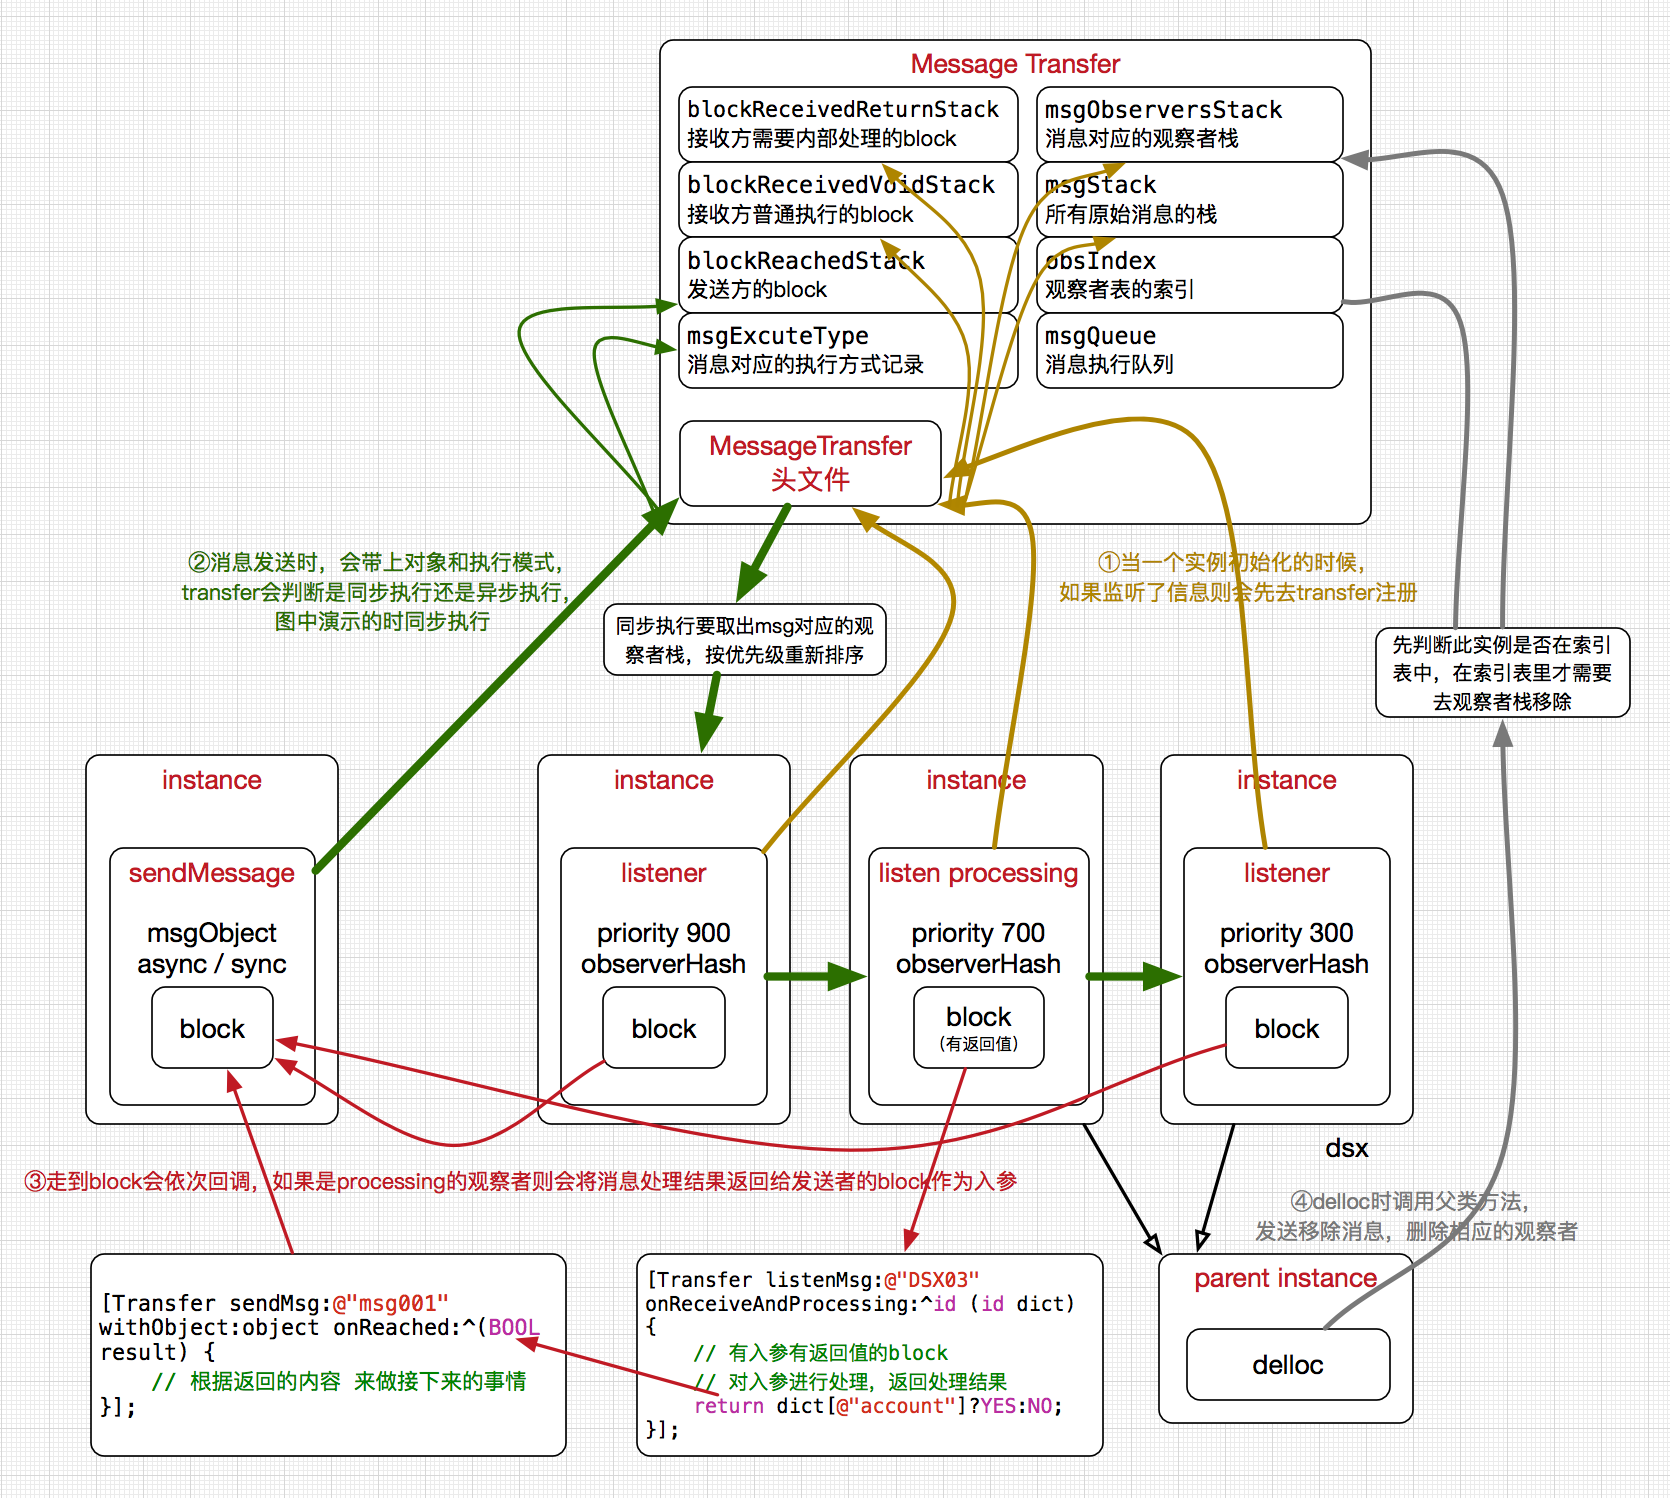 Message Transfer
blockReceivedReturnStack
接收方需要内部处理的block
blockReceivedVoidStack
接收方普通执行的block
blockReachedStack
发送方的block
msgExcuteType
消息对应的执行方式记录
msgObserversStack
消息对应的观察者栈
msgStack
所有原始消息的栈
obsIndex
观察者表的索引
msgQueue
消息执行队列
MessageTransfer
头文件
②消息发送时，会带上对象和执行模式，
transfer会判断是同步执行还是异步执行，
图中演示的时同步执行
①当一个实例初始化的时候，
如果监听了信息则会先去transfer注册
同步执行要取出msg对应的观
察者栈，按优先级重新排序
先判断此实例是否在索引
表中，在索引表里才需要
去观察者栈移除
instance
sendMessage
msgObject
async / sync
block
instance
listener
priority 900
observerHash
block
instance
listen processing
priority 700
observerHash
block
(有返回值)
instance
listener
priority 300
observerHash
block
dsx
③走到block会依次回调，如果是processing的观察者则会将消息处理结果返回给发送者的block作为入参
④delloc时调用父类方法，
发送移除消息，删除相应的观察者
[Transfer sendMsg:@"msg001"
withObject:object onReached:^(BOOL
result) {
// 根据返回的内容 来做接下来的事情
}];
[Transfer listenMsg:@"DSX03"
onReceiveAndProcessing:^id (id dict)
{
// 有入参有返回值的block
// 对入参进行处理，返回处理结果
return dict[@"account"]?YES:NO;
}];
parent instance
delloc